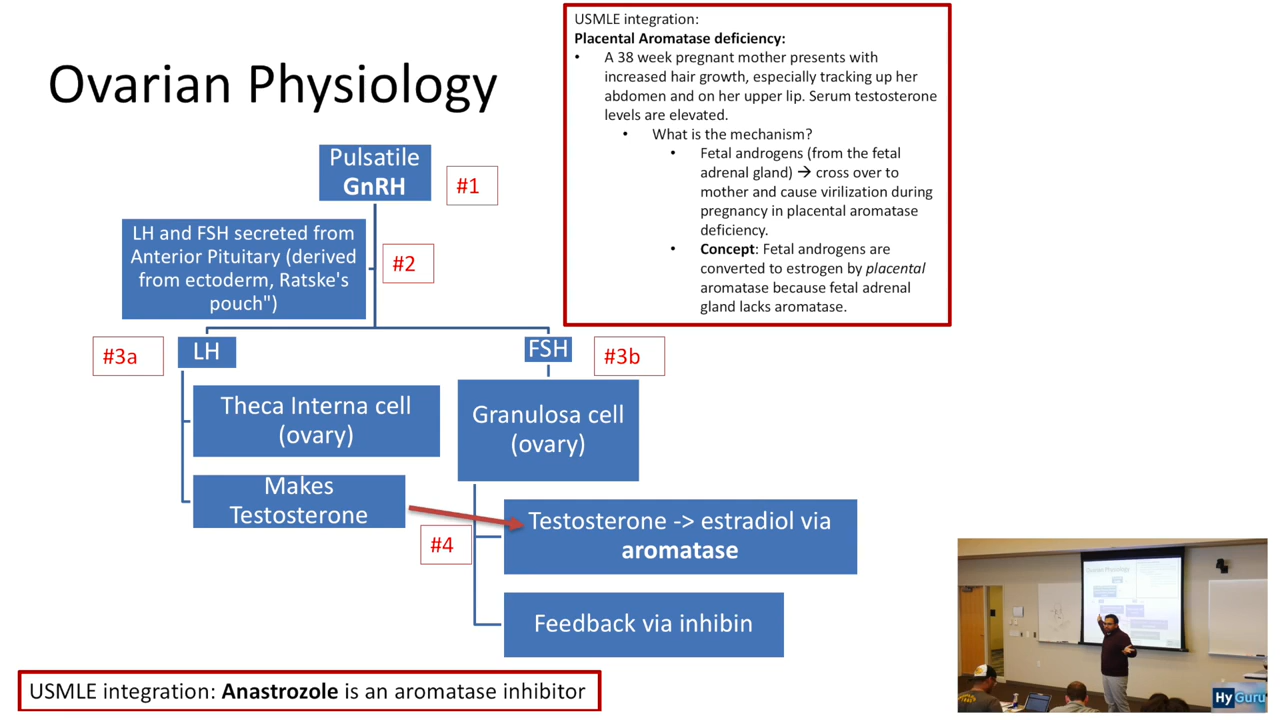 Ovarian Physiology
USMLE integration:
Placental Aromatase deficiency:
• A 38 week pregnant mother presents with
increased hair growth, especially tracking up her
abdomen and on her upper lip. Serum testosterone
levels are elevated.
• What is the mechanism?
• Fetal androgens (from the fetal
adrenal gland) → cross over to
mother and cause virilization during
pregnancy in placental aromatase
deficiency.
• Concept: Fetal androgens are
converted to estrogen by placental
aromatase because fetal adrenal
gland lacks aromatase.
Pulsatile
GnRH
#1
LH and FSH secreted from
Anterior Pituitary (derived
from ectoderm, Ratske's
pouch")
#2
#3a
LH
FSH
#3b
Theca Interna cell
(ovary)
Granulosa cell
(ovary)
Makes
Testosterone
#4
Testosterone -> estradiol via
aromatase
Feedback via inhibin
USMLE integration: Anastrozole is an aromatase inhibitor
Ovarian Physiology
HyGuru